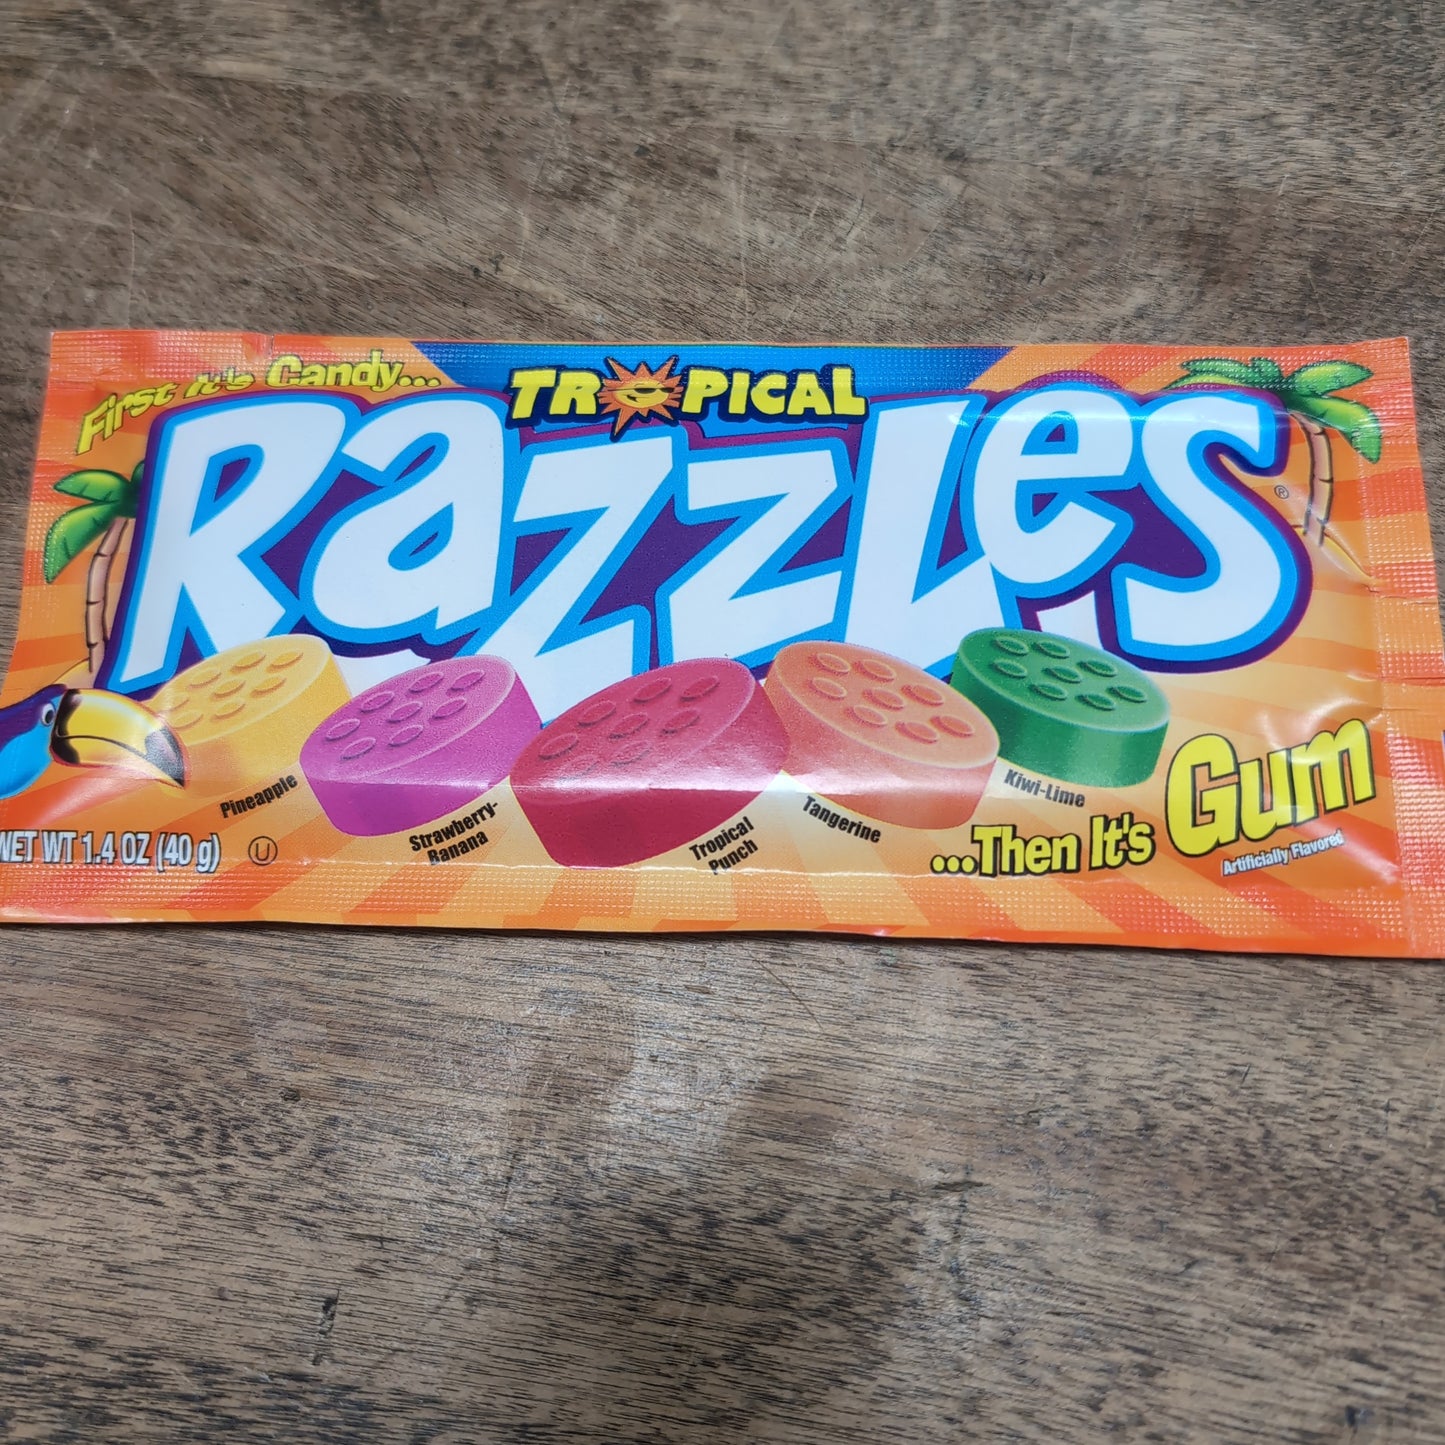 First It's Candy...
TROPICAL
RAZZLES
®
Pineapple
Strawberry-
Banana
Tropical
Punch
Tangerine
Kiwi-Lime
...Then It's Gum
Artificially Flavored
NET WT 1.4 OZ (40 g)
U